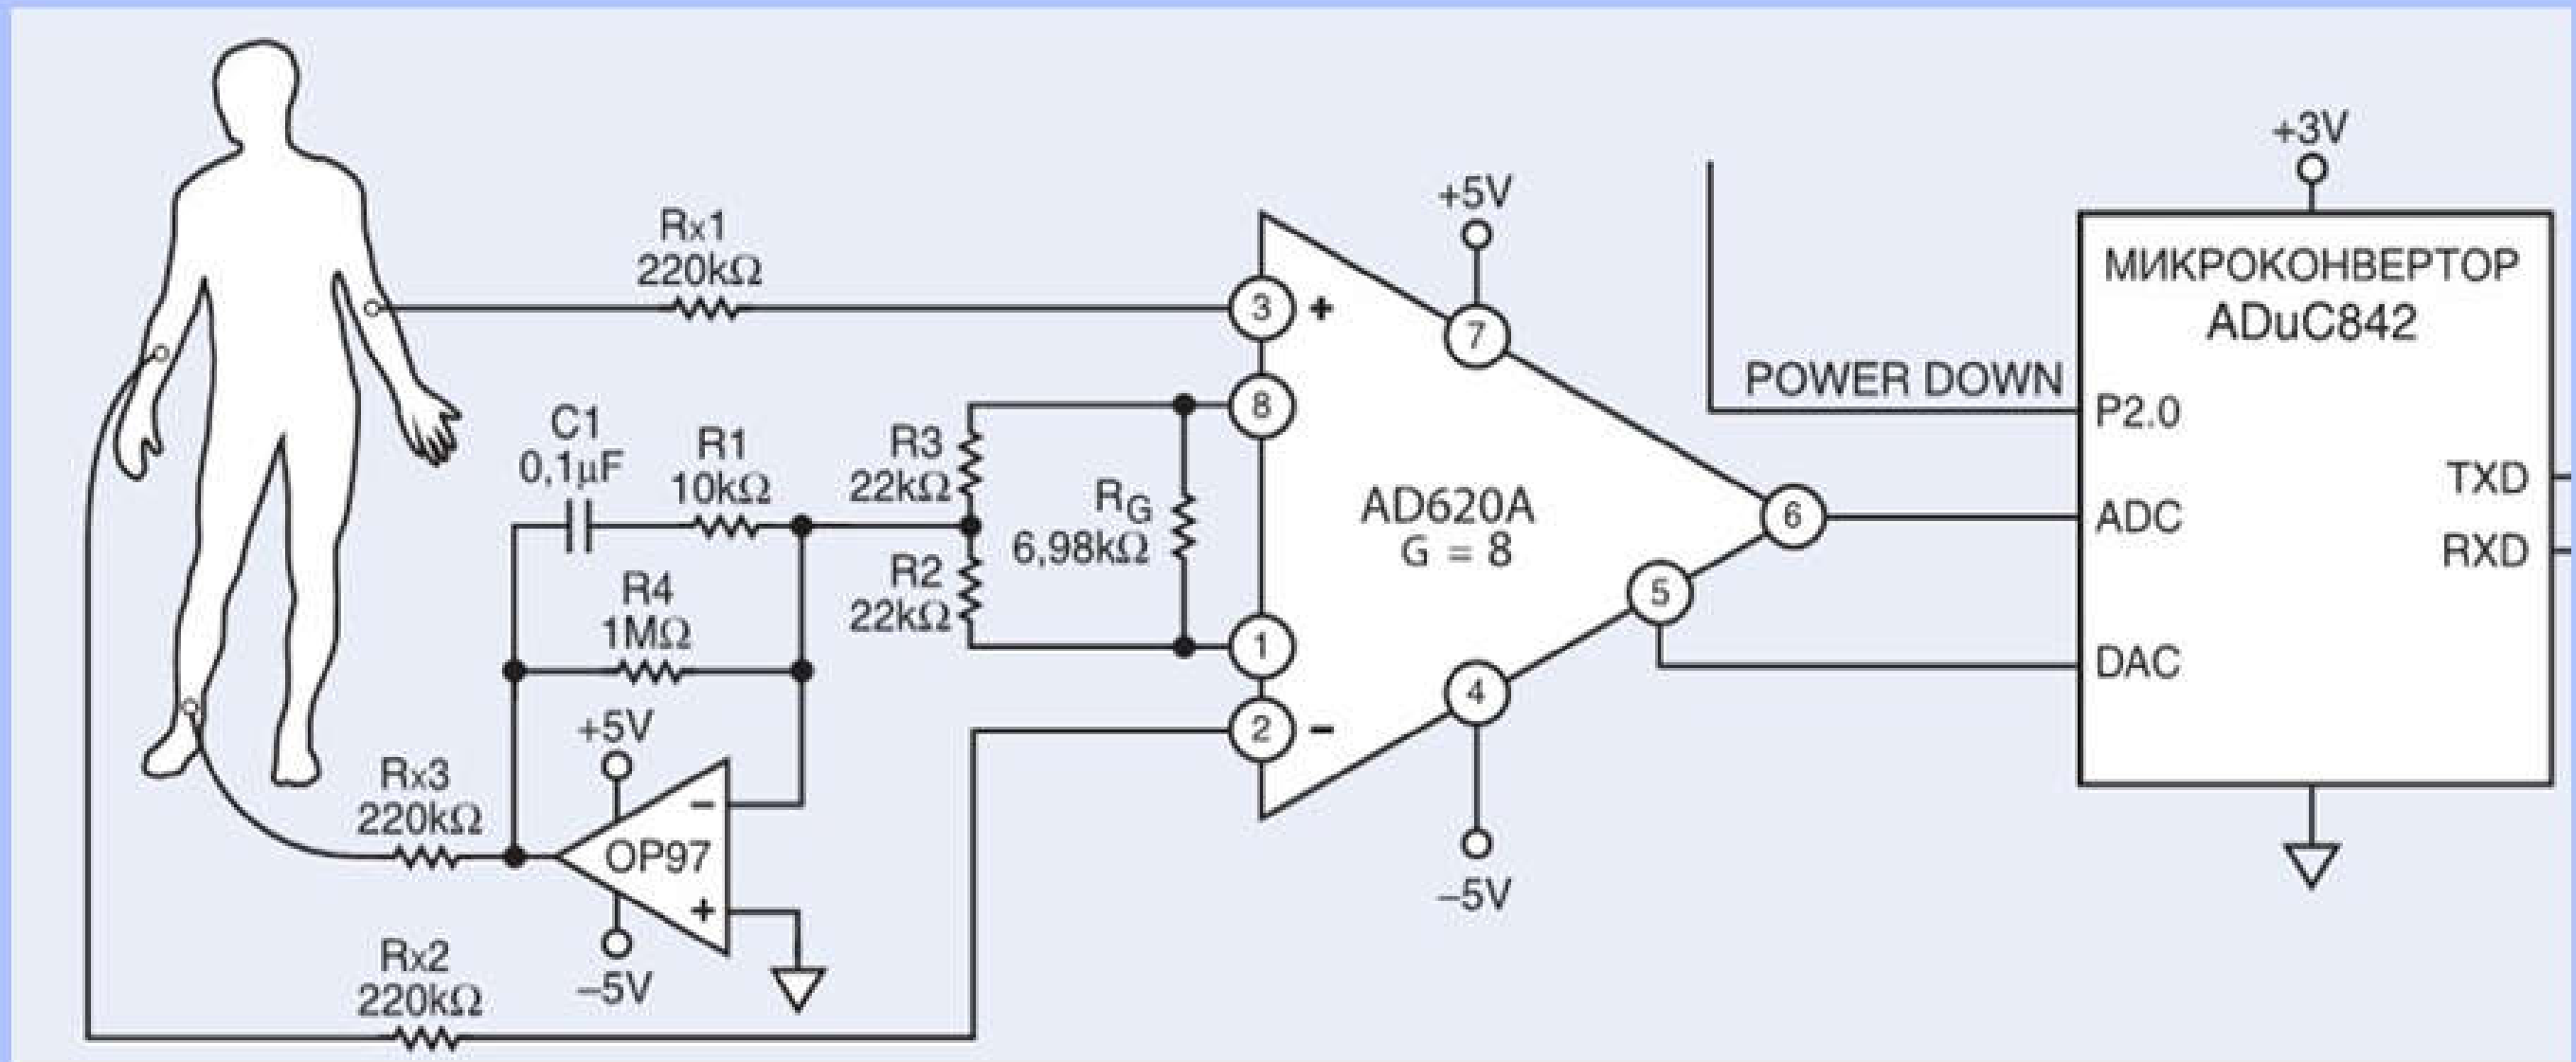 Rx1
220kΩ
C1
0,1µF
R1
10kΩ
R4
1MΩ
R3
22kΩ
R2
22kΩ
RG
6,98kΩ
+5V
–
OP97
+
–5V
Rx3
220kΩ
Rx2
220kΩ
3
+
8
1
2
–
+5V
7
AD620A
G = 8
6
5
4
–5V
POWER DOWN
+3V
МИКРОКОНВЕРТОР
ADuC842
P2.0
TXD
ADC
RXD
DAC